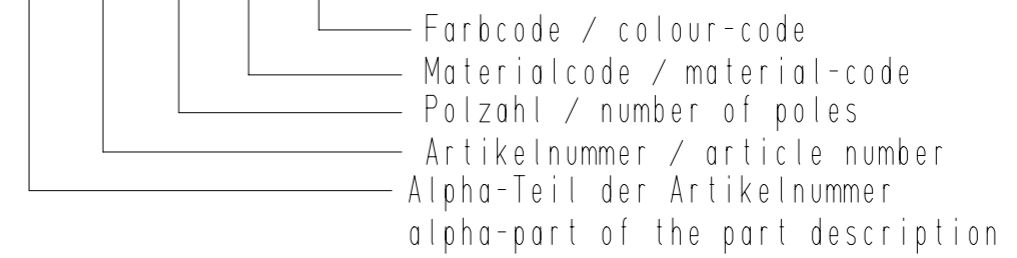 Farbcode / colour-code
Materialcode / material-code
Polzahl / number of poles
Artikelnummer / article number
Alpha-Teil der Artikelnummer
alpha-part of the part description